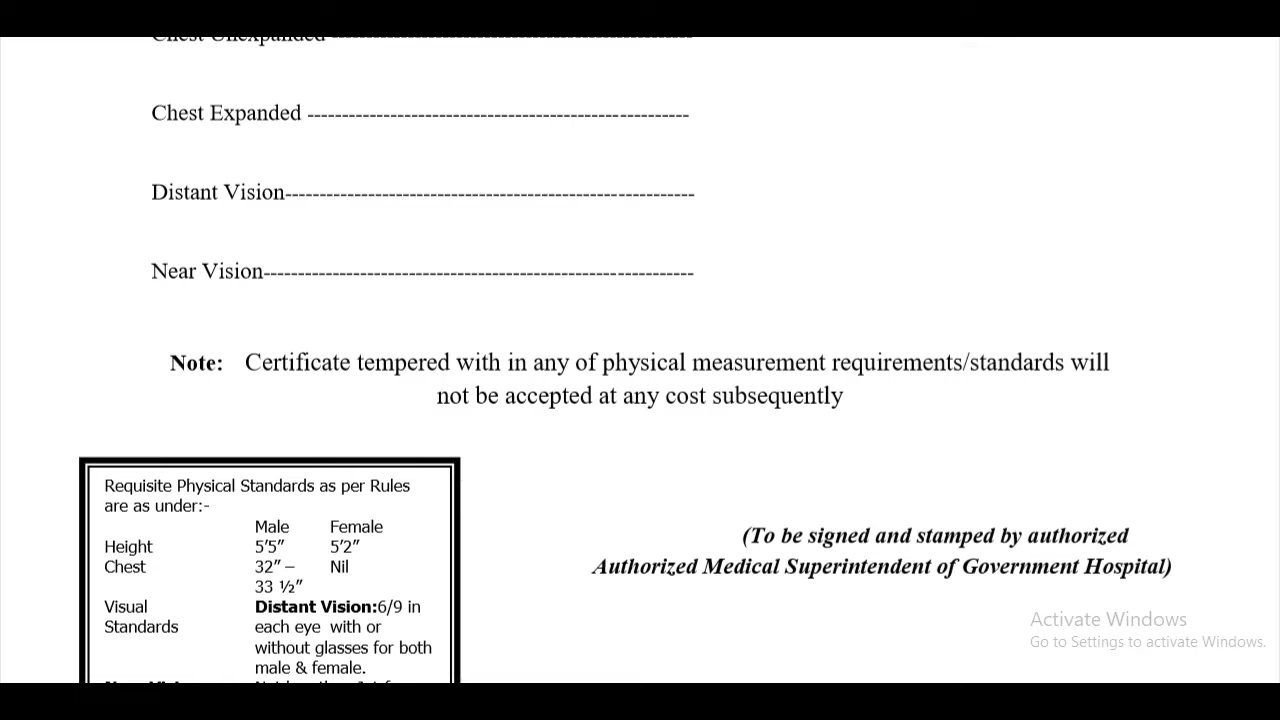 Chest Unexpanded -------------------------------------------------------
Chest Expanded --------------------------------------------------------
Distant Vision------------------------------------------------------------
Near Vision---------------------------------------------------------------
Note: Certificate tempered with in any of physical measurement requirements/standards will
not be accepted at any cost subsequently
Requisite Physical Standards as per Rules
are as under:-
Male Female
Height 5'5" 5'2"
Chest 32" – Nil
33 ½"
Visual Distant Vision:6/9 in
Standards each eye with or
without glasses for both
male & female.
(To be signed and stamped by authorized
Authorized Medical Superintendent of Government Hospital)
Activate Windows
Go to Settings to activate Windows.